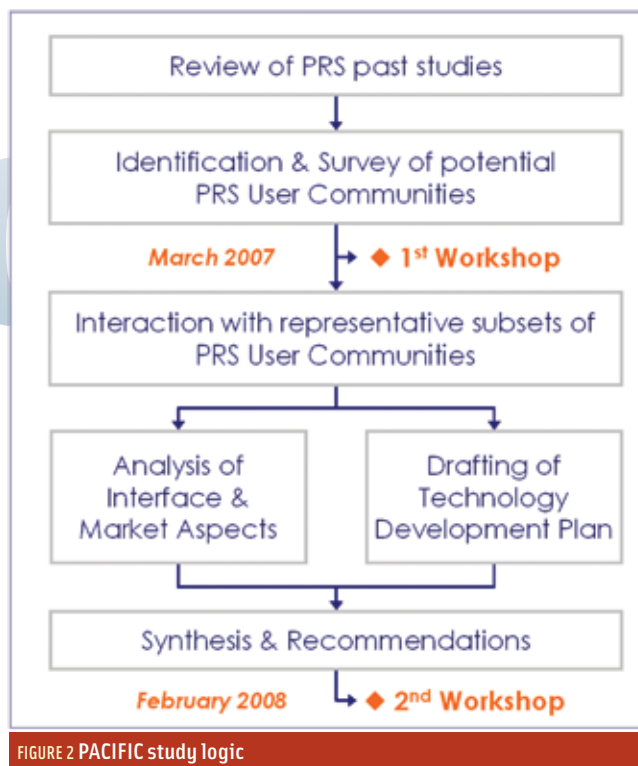 Review of PRS past studies
Identification & Survey of potential
PRS User Communities
March 2007 ◆ 1st Workshop
Interaction with representative subsets of
PRS User Communities
Analysis of
Interface &
Market Aspects
Drafting of
Technology
Development Plan
Synthesis & Recommendations
February 2008 ◆ 2nd Workshop
FIGURE 2 PACIFIC study logic